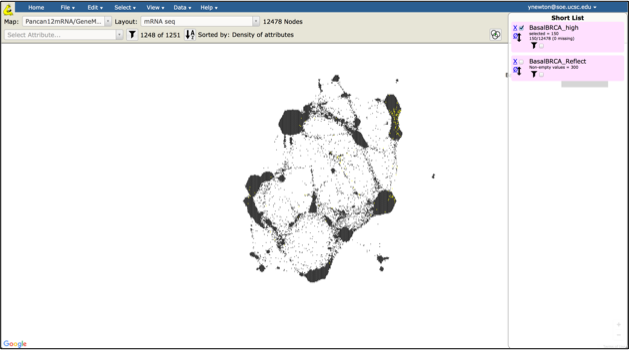 Home File Edit Select View Data Help ynewton@soe.ucsc.edu
Map: Pancan12mRNA/GeneM... Layout: mRNA seq 12478 Nodes
Select Attribute... 1248 of 1251 Sorted by: Density of attributes
Short List
X BasalBRCA_high
selected = 150
150/12478 (0 missing)
X BasalBRCA_Reflect
Non-empty values = 300
Google